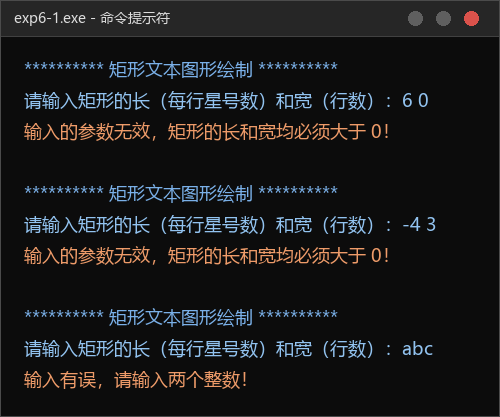 exp6-1.exe - 命令提示符
********** 矩形文本图形绘制 **********
请输入矩形的长（每行星号数）和宽（行数）：6 0
输入的参数无效，矩形的长和宽均必须大于 0！
********** 矩形文本图形绘制 **********
请输入矩形的长（每行星号数）和宽（行数）：-4 3
输入的参数无效，矩形的长和宽均必须大于 0！
********** 矩形文本图形绘制 **********
请输入矩形的长（每行星号数）和宽（行数）：abc
输入有误，请输入两个整数！